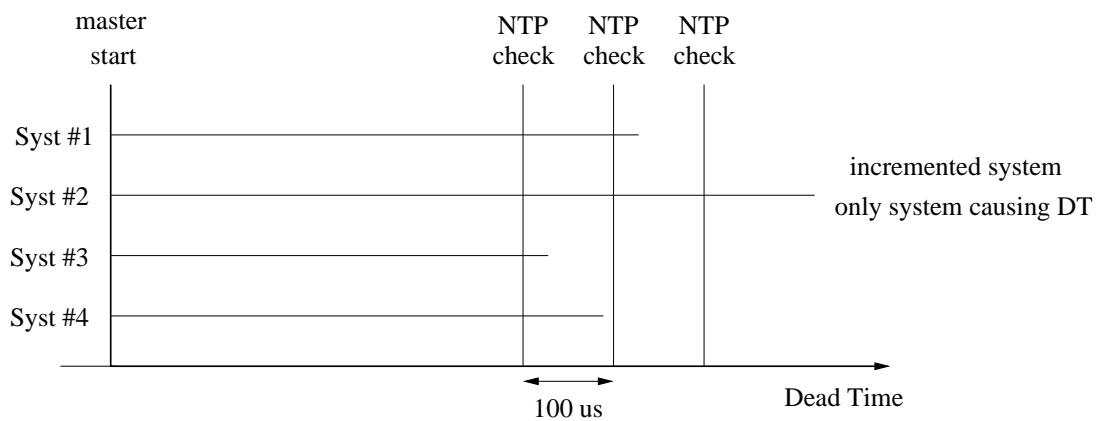 master
start
NTP
check
NTP
check
NTP
check
Syst #1
Syst #2
Syst #3
Syst #4
incremented system
only system causing DT
100 us
Dead Time